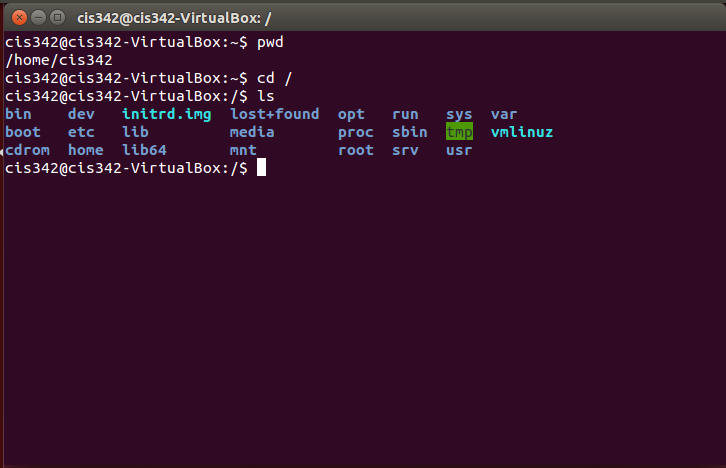 cis342@cis342-VirtualBox: /
cis342@cis342-VirtualBox:~$ pwd
/home/cis342
cis342@cis342-VirtualBox:~$ cd /
cis342@cis342-VirtualBox:/$ ls
bin    dev   initrd.img  lost+found  opt   run   sys  var
boot   etc   lib         media       proc  sbin  tmp  vmlinuz
cdrom  home  lib64       mnt         root  srv   usr
cis342@cis342-VirtualBox:/$